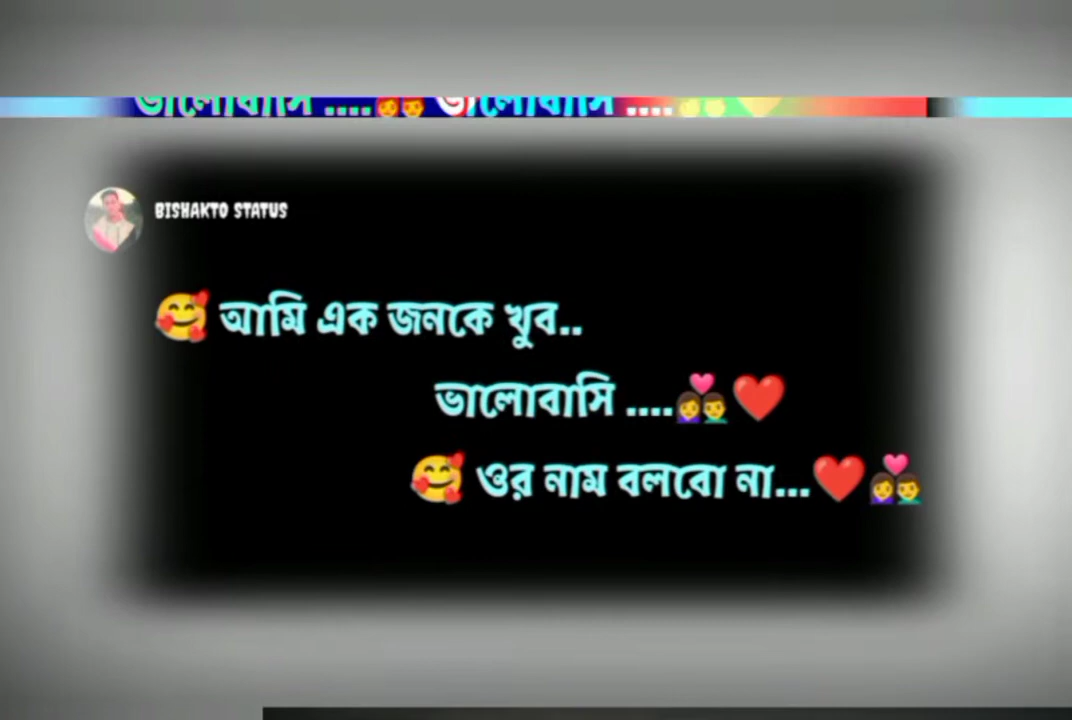 ভালোবাসি ....👩‍❤️‍👨 ভালোবাসি ....
BISHAKTO STATUS
🥰 আমি এক জনকে খুব..
ভালোবাসি ....👩‍❤️‍👨❤️
🥰 ওর নাম বলবো না...❤️👩‍❤️‍👨